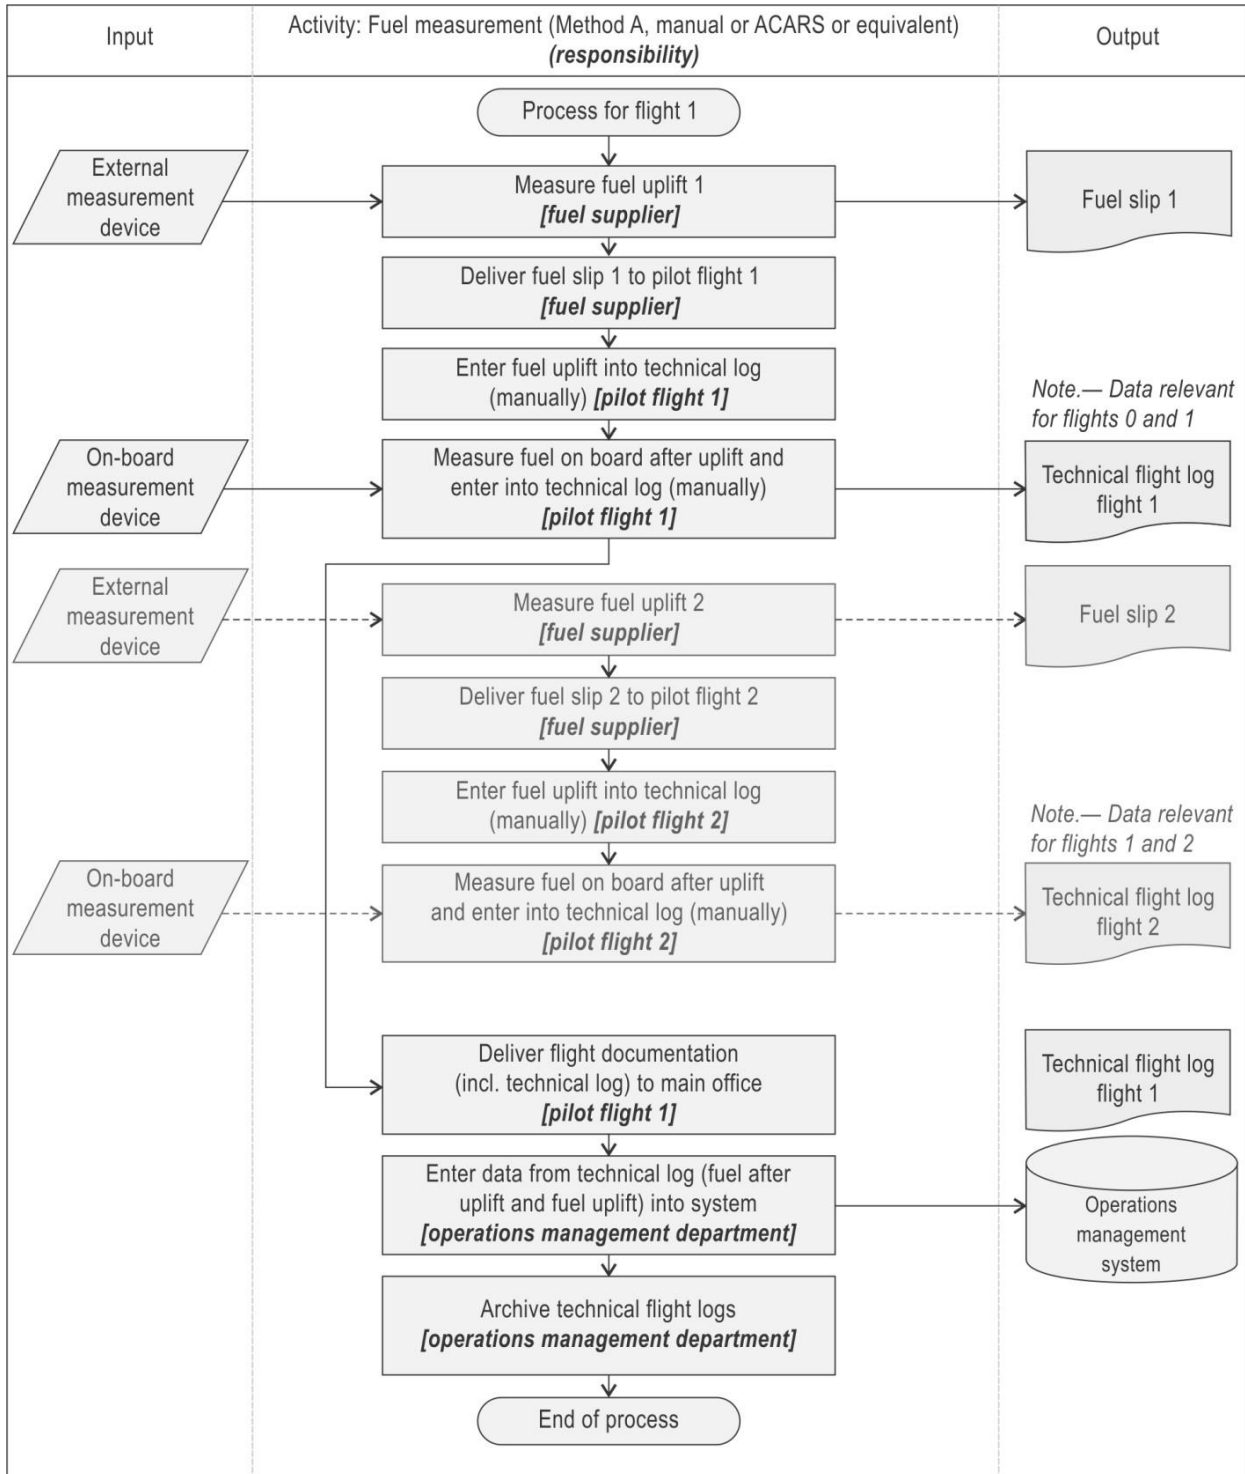 Input
Activity: Fuel measurement (Method A, manual or ACARS or equivalent)
(responsibility)
Output
Process for flight 1
External
measurement
device
Measure fuel uplift 1
[fuel supplier]
Fuel slip 1
Deliver fuel slip 1 to pilot flight 1
[fuel supplier]
Enter fuel uplift into technical log
(manually) [pilot flight 1]
Note.— Data relevant
for flights 0 and 1
On-board
measurement
device
Measure fuel on board after uplift and
enter into technical log (manually)
[pilot flight 1]
Technical flight log
flight 1
External
measurement
device
Measure fuel uplift 2
[fuel supplier]
Fuel slip 2
Deliver fuel slip 2 to pilot flight 2
[fuel supplier]
Enter fuel uplift into technical log
(manually) [pilot flight 2]
Note.— Data relevant
for flights 1 and 2
On-board
measurement
device
Measure fuel on board after uplift
and enter into technical log (manually)
[pilot flight 2]
Technical flight log
flight 2
Deliver flight documentation
(incl. technical log) to main office
[pilot flight 1]
Technical flight log
flight 1
Enter data from technical log (fuel after
uplift and fuel uplift) into system
[operations management department]
Operations
management
system
Archive technical flight logs
[operations management department]
End of process